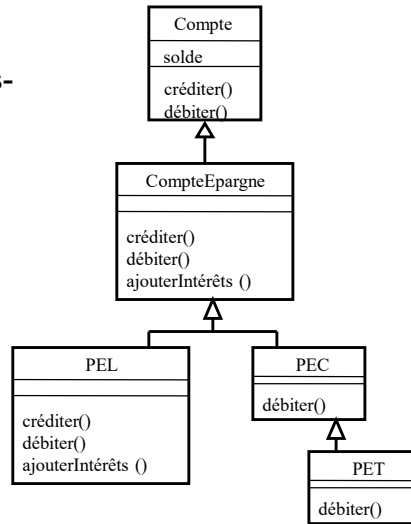 Compte
solde
s-
créditer()
débiter()
CompteEpargne
créditer()
débiter()
ajouterIntérêts ()
PEL
créditer()
débiter()
ajouterIntérêts ()
PEC
débiter()
PET
débiter()